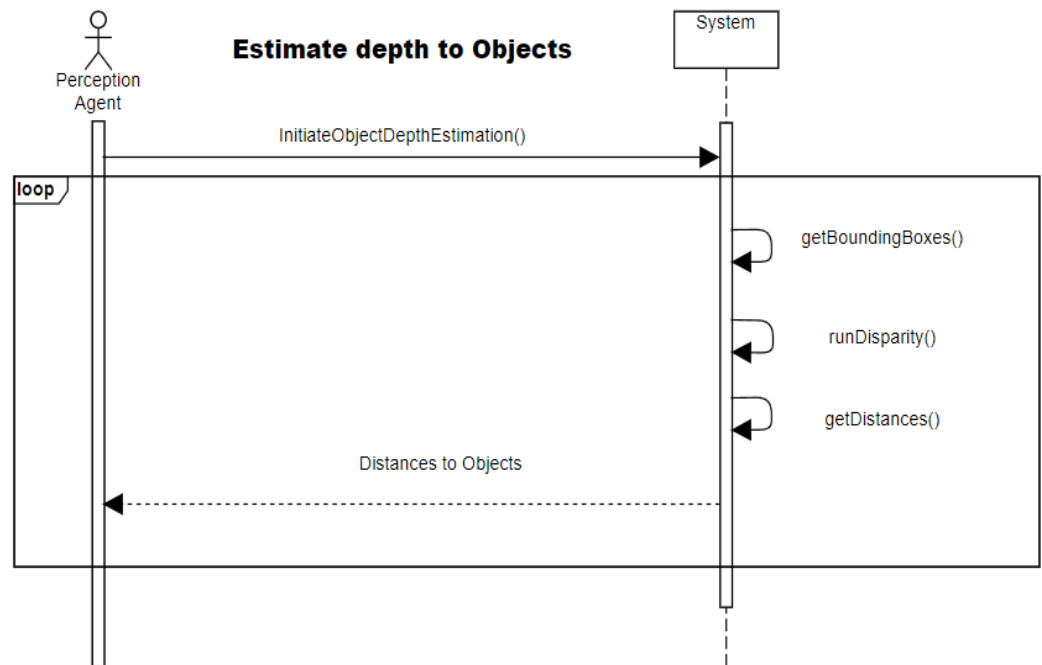 System
Estimate depth to Objects
Perception
Agent
InitiateObjectDepthEstimation()
loop
getBoundingBoxes()
runDisparity()
getDistances()
Distances to Objects